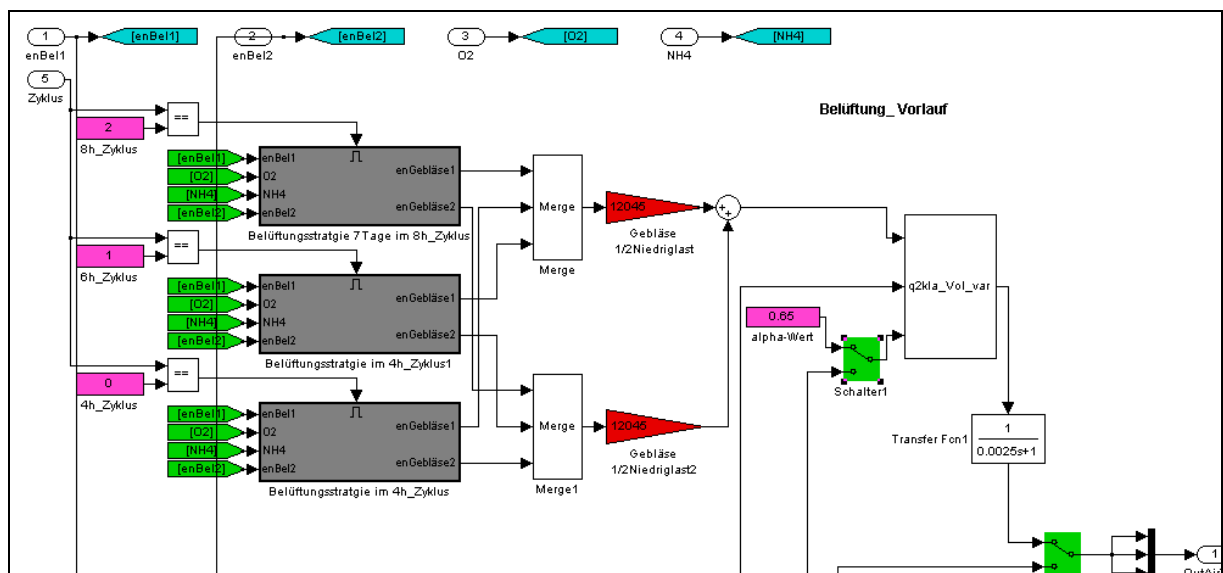 1
[enBel1]
2
[enBel2]
3
[O2]
4
[NH4]
enBel1
enBel2
O2
NH4
5
Zyklus
Belüftung_ Vorlauf
==
2
8h_Zyklus
[enBel1]
[O2]
[NH4]
[enBel2]
enBel1
O2
NH4
enBel2
enGebläse1
enGebläse2
Belüftungsstratgie 7Tage im 8h_Zyklus
Merge
Merge
12045
Gebläse
1/2Niedriglast
++
==
1
6h_Zyklus
[enBel1]
[O2]
[NH4]
[enBel2]
enBel1
O2
NH4
enBel2
enGebläse1
enGebläse2
Belüftungsstratgie im 4h_Zyklus1
q2kla_Vol_var
0.65
alpha-Wert
Schalter1
==
0
4h_Zyklus
[enBel1]
[O2]
[NH4]
[enBel2]
enBel1
O2
NH4
enBel2
enGebläse1
enGebläse2
Belüftungsstratgie im 4h_Zyklus
Merge
Merge1
12045
Gebläse
1/2Niedriglast2
Transfer Fcn1
1
0.0025s+1
1